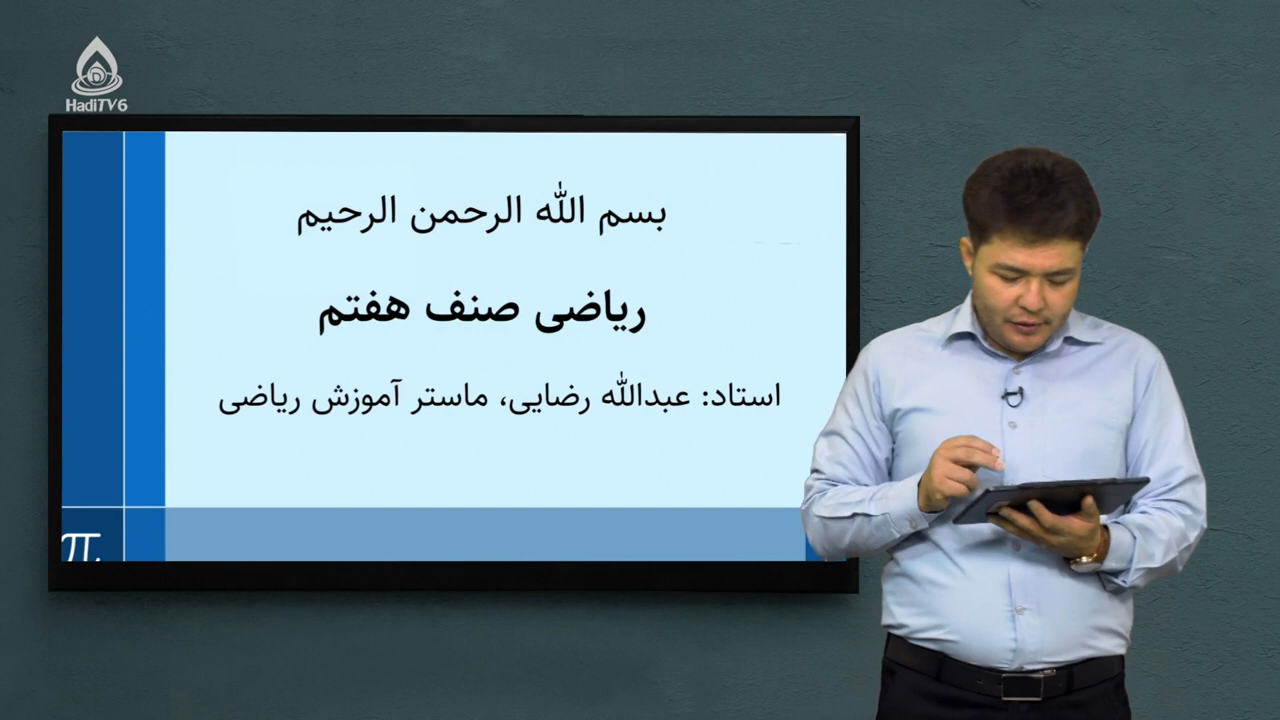 HadiTV6
بسم الله الرحمن الرحیم
ریاضی صنف هفتم
استاد: عبدالله رضایی، ماستر آموزش ریاضی
π.